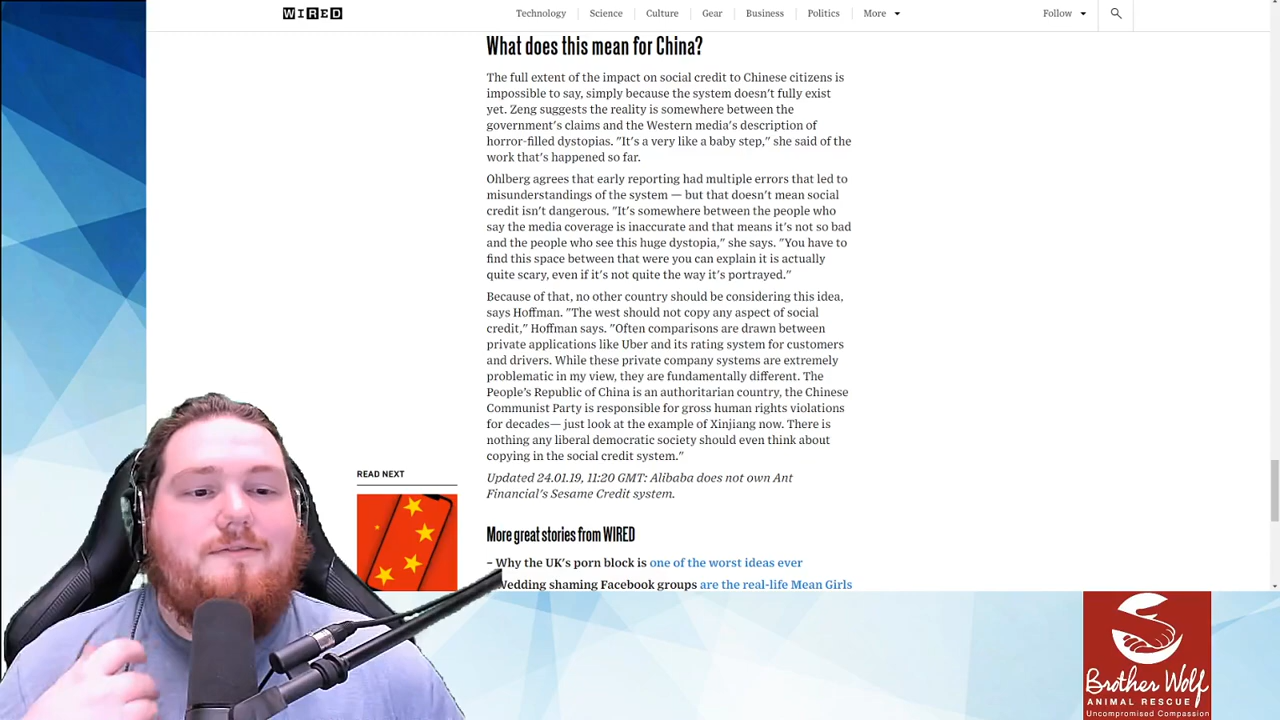 WIRED
Technology
Science
Culture
Gear
Business
Politics
More
Follow
What does this mean for China?
The full extent of the impact on social credit to Chinese citizens is
impossible to say, simply because the system doesn't fully exist
yet. Zeng suggests the reality is somewhere between the
government's claims and the Western media's description of
horror-filled dystopias. "It's a very like a baby step," she said of the
work that's happened so far.
Ohlberg agrees that early reporting had multiple errors that led to
misunderstandings of the system — but that doesn't mean social
credit isn't dangerous. "It's somewhere between the people who
say the media coverage is inaccurate and that means it's not so bad
and the people who see this huge dystopia," she says. "You have to
find this space between that were you can explain it is actually
quite scary, even if it's not quite the way it's portrayed."
Because of that, no other country should be considering this idea,
says Hoffman. "The west should not copy any aspect of social
credit," Hoffman says. "Often comparisons are drawn between
private applications like Uber and its rating system for customers
and drivers. While these private company systems are extremely
problematic in my view, they are fundamentally different. The
People's Republic of China is an authoritarian country, the Chinese
Communist Party is responsible for gross human rights violations
for decades— just look at the example of Xinjiang now. There is
nothing any liberal democratic society should even think about
copying in the social credit system."
Updated 24.01.19, 11:20 GMT: Alibaba does not own Ant
Financial's Sesame Credit system.
READ NEXT
More great stories from WIRED
– Why the UK's porn block is one of the worst ideas ever
Wedding shaming Facebook groups are the real-life Mean Girls
Brother Wolf
ANIMAL RESCUE
Uncompromised Compassion